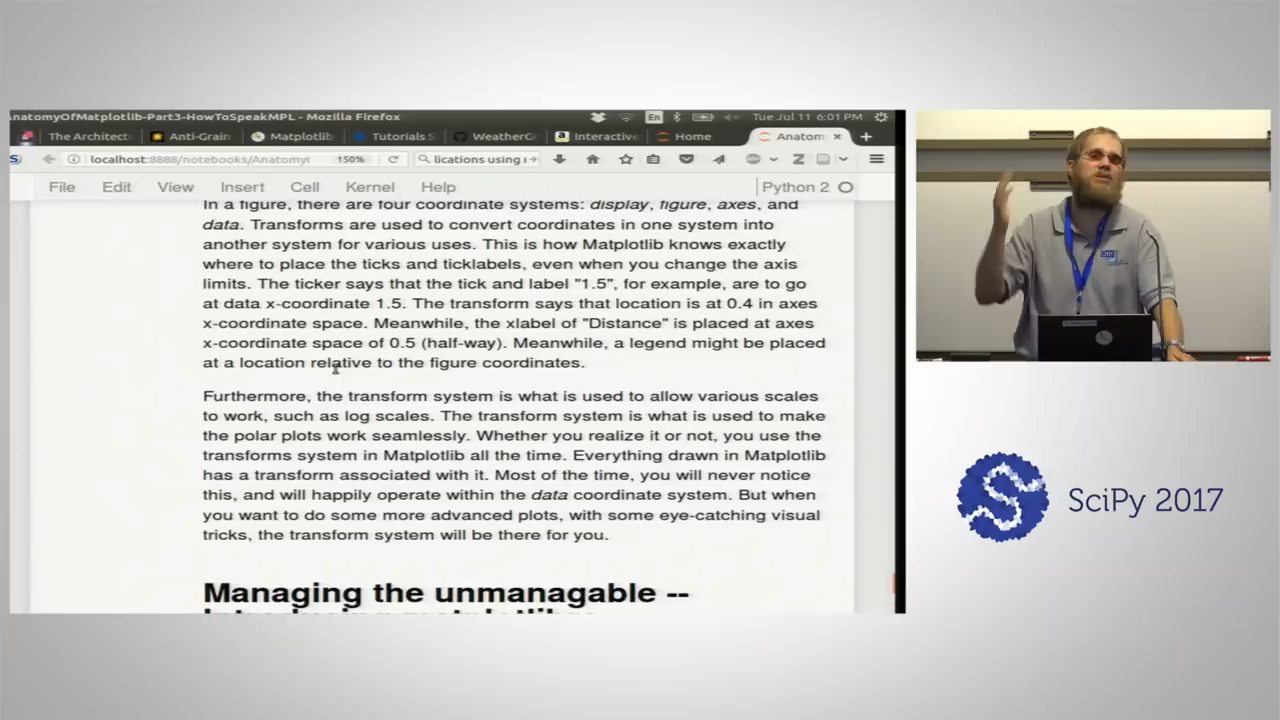 AnatomyOfMatplotlib-Part3-HowToSpeakMPL - Mozilla Firefox
En
Tue Jul 11 6:01 PM
The Architect
Anti-Grain
Matplotlib
Tutorials S
WeatherGe
Interactive
Home
Anatom
localhost:8888/notebooks/Anatomy
150%
lications using
Python 2
File Edit View Insert Cell Kernel Help
In a figure, there are four coordinate systems: display, figure, axes, and
data. Transforms are used to convert coordinates in one system into
another system for various uses. This is how Matplotlib knows exactly
where to place the ticks and ticklabels, even when you change the axis
limits. The ticker says that the tick and label "1.5", for example, are to go
at data x-coordinate 1.5. The transform says that location is at 0.4 in axes
x-coordinate space. Meanwhile, the xlabel of "Distance" is placed at axes
x-coordinate space of 0.5 (half-way). Meanwhile, a legend might be placed
at a location relative to the figure coordinates.
Furthermore, the transform system is what is used to allow various scales
to work, such as log scales. The transform system is what is used to make
the polar plots work seamlessly. Whether you realize it or not, you use the
transforms system in Matplotlib all the time. Everything drawn in Matplotlib
has a transform associated with it. Most of the time, you will never notice
this, and will happily operate within the data coordinate system. But when
you want to do some more advanced plots, with some eye-catching visual
tricks, the transform system will be there for you.
Managing the unmanagable --
SciPy 2017